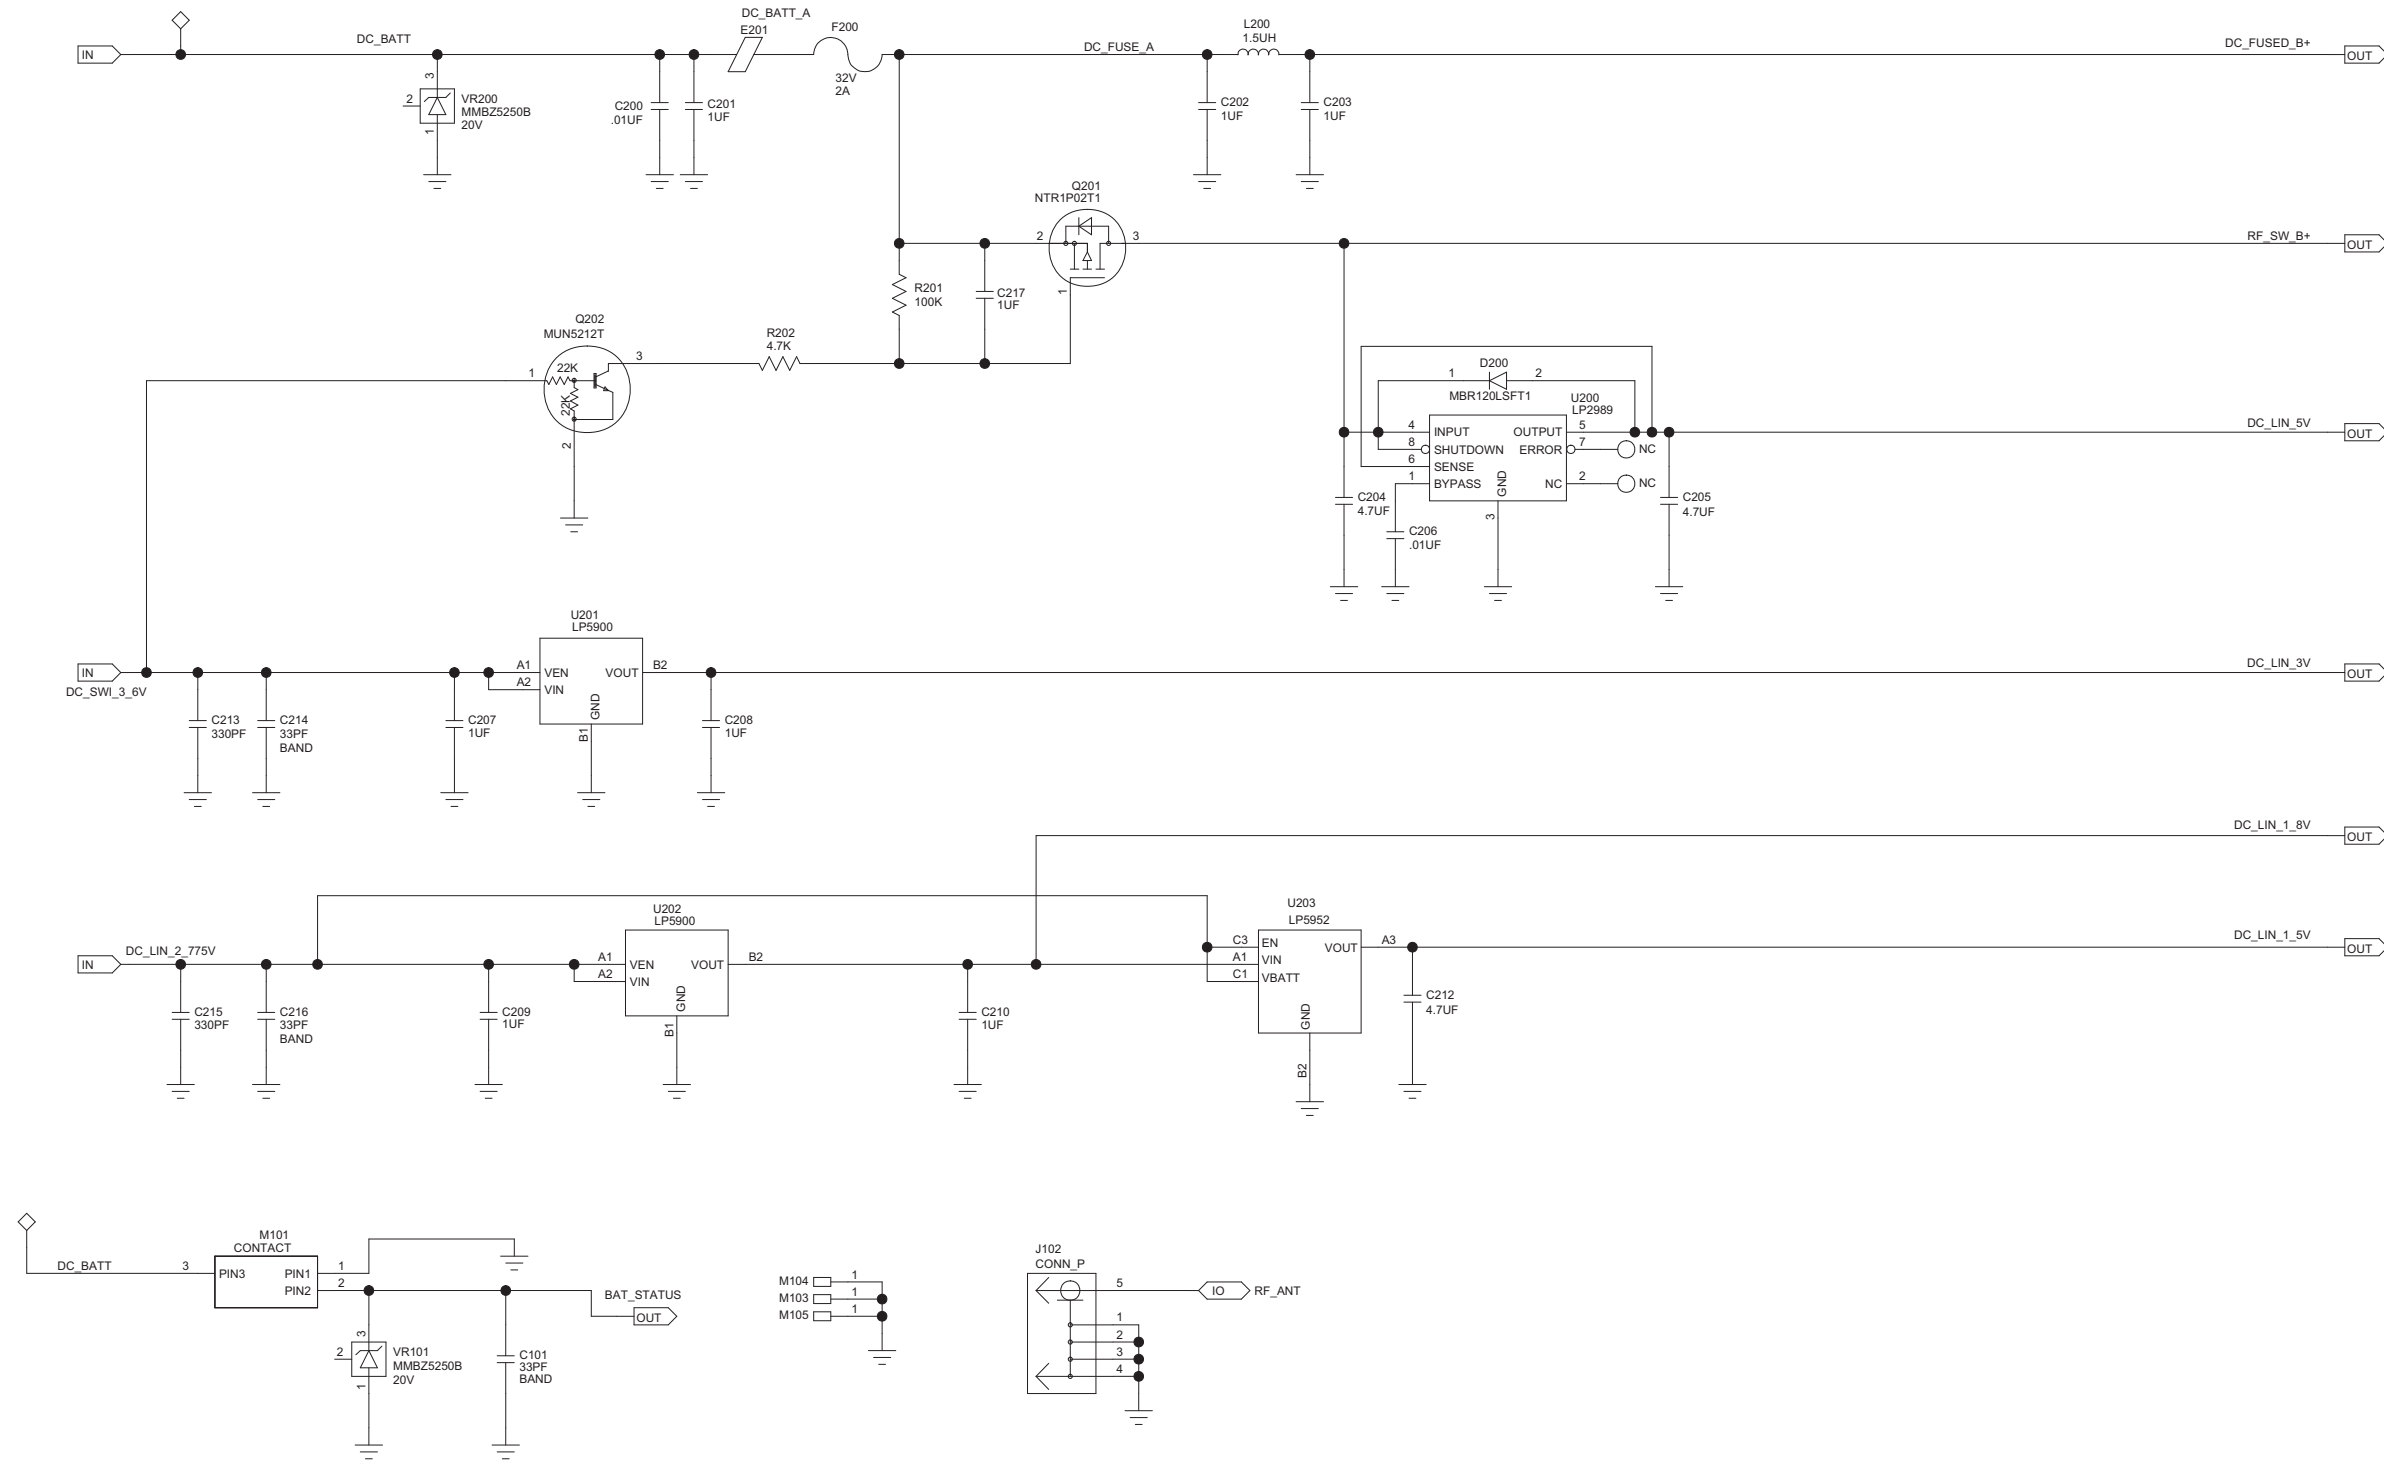 DC_BATT_A
E201
F200
L200
1.5UH
IN
DC_BATT
DC_FUSE_A
DC_FUSED_B+
OUT
32V
2A
3
2
1
VR200
MMBZ5250B
20V
C200
.01UF
C201
1UF
C202
1UF
C203
1UF
Q201
NTR1P02T1
2
3
1
RF_SW_B+
OUT
R201
100K
C217
1UF
Q202
MUN5212T
1
22K
22K
3
2
R202
4.7K
D200
1
2
MBR120LSFT1
U200
LP2989
4
INPUT
OUTPUT
5
8
SHUTDOWN
ERROR
7
NC
6
SENSE
1
BYPASS
GND
NC
2
NC
3
DC_LIN_5V
OUT
C204
4.7UF
C206
.01UF
C205
4.7UF
U201
LP5900
IN
DC_SWI_3_6V
A1
VEN
VOUT
B2
A2
VIN
GND
B1
DC_LIN_3V
OUT
C213
330PF
C214
33PF
BAND
C207
1UF
C208
1UF
DC_LIN_1_8V
OUT
U202
LP5900
U203
LP5952
IN
DC_LIN_2_775V
A1
VEN
VOUT
B2
A2
VIN
GND
B1
C3
EN
VOUT
A3
A1
VIN
C1
VBATT
GND
B2
DC_LIN_1_5V
OUT
C215
330PF
C216
33PF
BAND
C209
1UF
C210
1UF
C212
4.7UF
M101
CONTACT
DC_BATT
3
PIN3
PIN1
1
PIN2
2
BAT_STATUS
OUT
3
2
1
VR101
MMBZ5250B
20V
C101
33PF
BAND
M104
1
M103
1
M105
1
J102
CONN_P
5
IO
RF_ANT
1
2
3
4